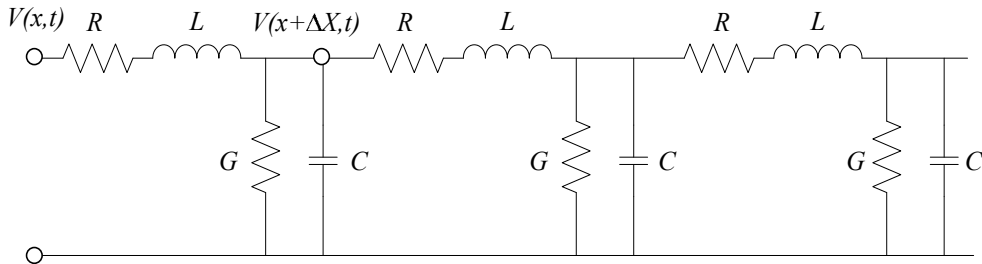 V(x,t) R L V(x+ΔX,t) R L R L
G C G C G C